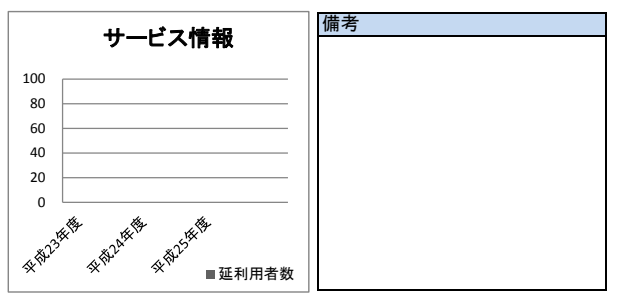 サービス情報
100
80
60
40
20
0
平成23年度
平成24年度
平成25年度
延利用者数
備考